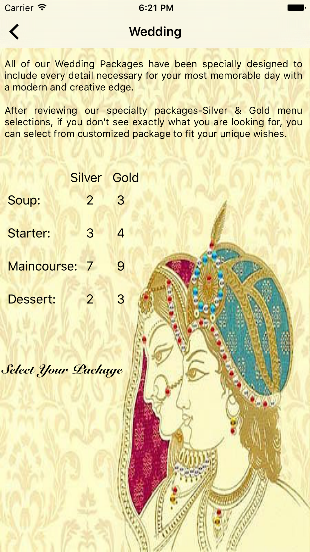 Carrier 6:21 PM
Wedding
All of our Wedding Packages have been specially designed to
include every detail necessary for your most memorable day with
a modern and creative edge.
After reviewing our specialty packages-Silver & Gold menu
selections, if you don't see exactly what you are looking for, you
can select from customized package to fit your unique wishes.
Silver Gold
Soup: 2 3
Starter: 3 4
Maincourse: 7 9
Dessert: 2 3
Select Your Package